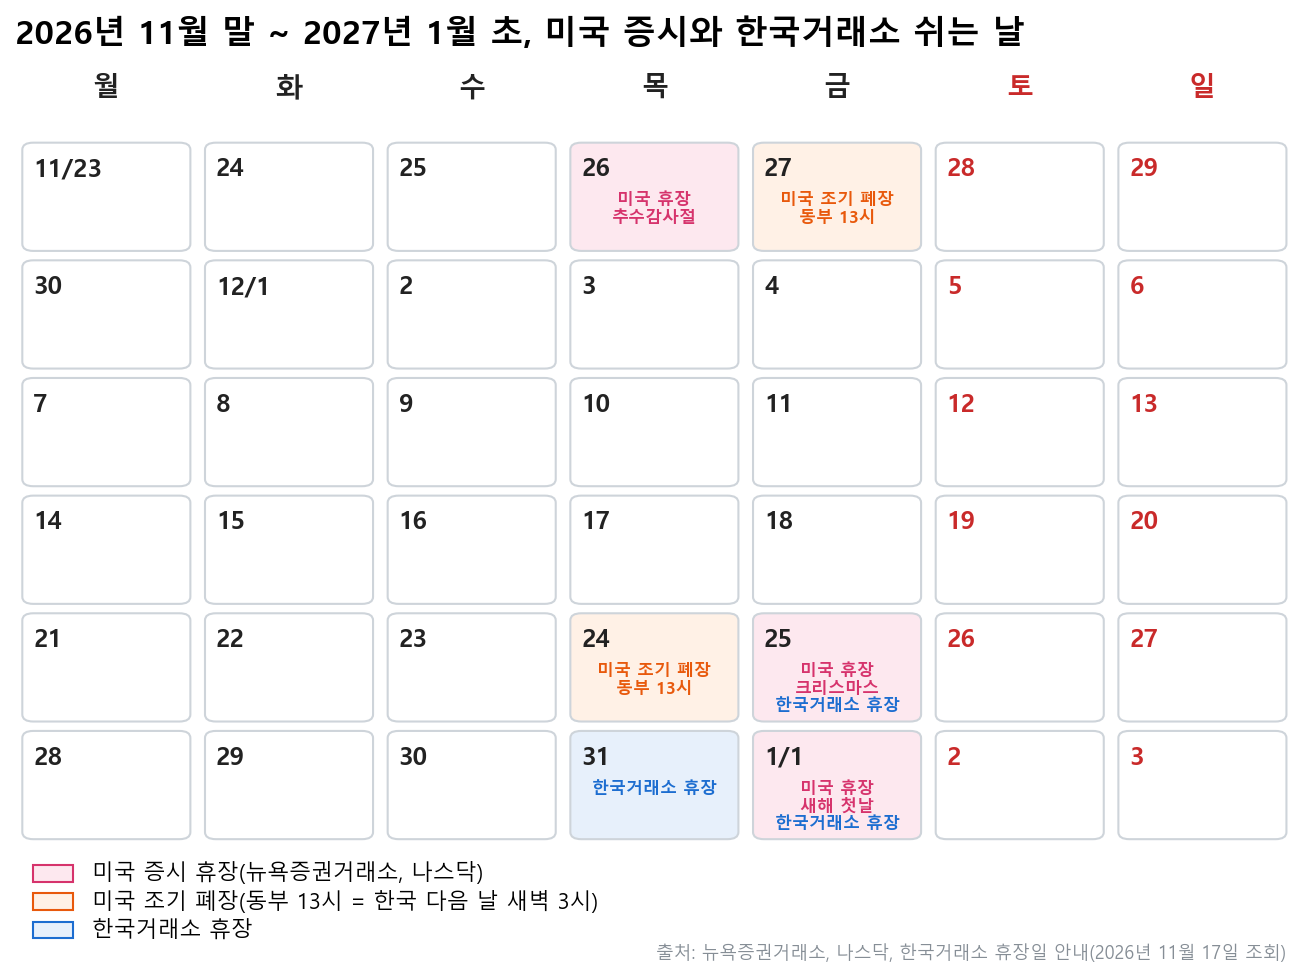 2026년 11월 말 ~ 2027년 1월 초, 미국 증시와 한국거래소 쉬는 날
월 화 수 목 금 토 일
11/23 24 25 26 27 28 29
미국 휴장 미국 조기 폐장
추수감사절 동부 13시
30 12/1 2 3 4 5 6
7 8 9 10 11 12 13
14 15 16 17 18 19 20
21 22 23 24 25 26 27
미국 조기 폐장 미국 휴장
동부 13시 크리스마스
한국거래소 휴장
28 29 30 31 1/1 2 3
한국거래소 휴장 미국 휴장
새해 첫날
한국거래소 휴장
미국 증시 휴장(뉴욕증권거래소, 나스닥)
미국 조기 폐장(동부 13시 = 한국 다음 날 새벽 3시)
한국거래소 휴장
출처: 뉴욕증권거래소, 나스닥, 한국거래소 휴장일 안내(2026년 11월 17일 조회)